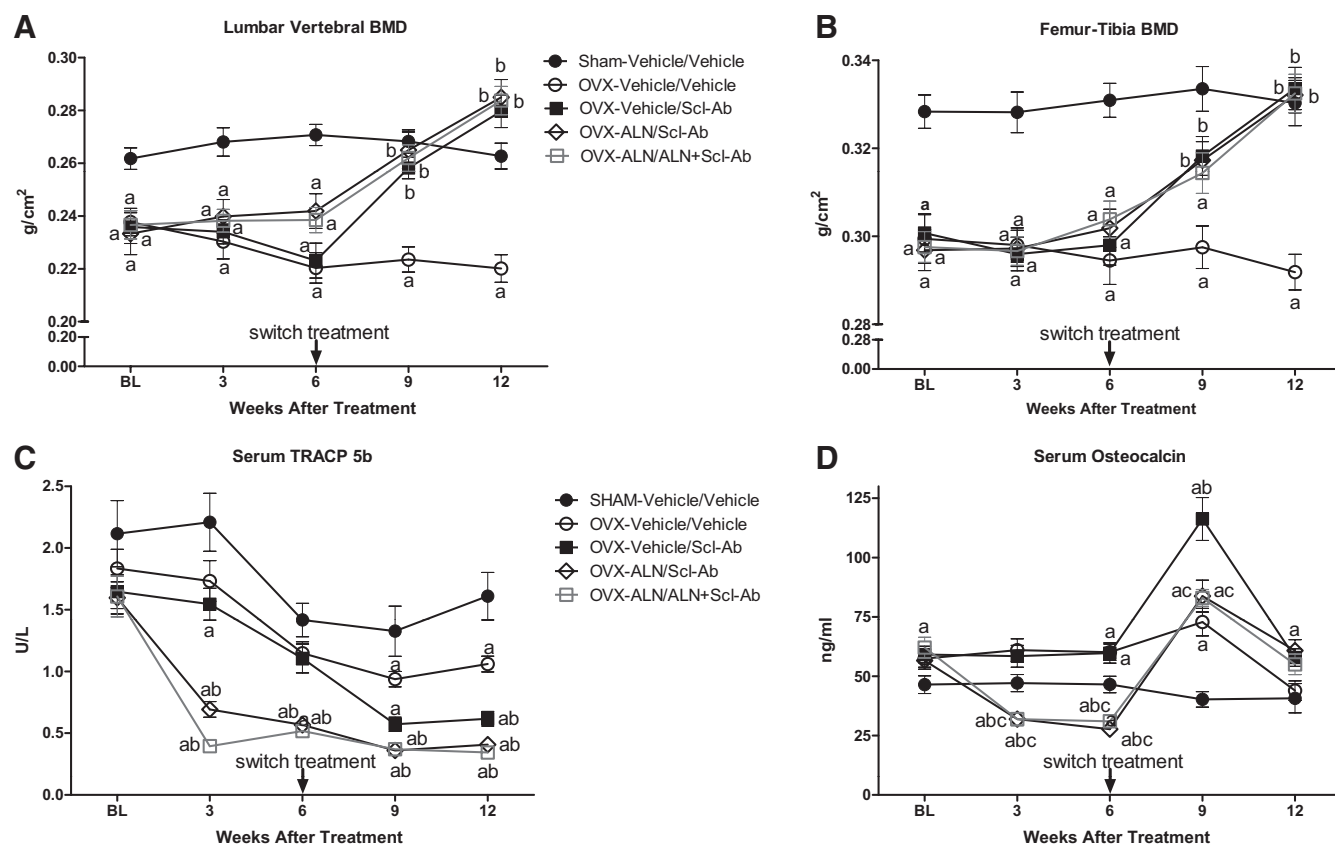 A
Lumbar Vertebral BMD
0.30
0.28
0.26
0.24
0.22
0.20
0.20
0.00
g/cm2
a
a
a
a
a
a
a
a
a
a
a
a
b
b
b
a
b
b
b
switch treatment
BL 3 6 9 12
Weeks After Treatment
Sham-Vehicle/Vehicle
OVX-Vehicle/Vehicle
OVX-Vehicle/Scl-Ab
OVX-ALN/Scl-Ab
OVX-ALN/ALN+Scl-Ab
B
Femur-Tibia BMD
0.34
0.32
0.30
0.28
0.28
0.00
g/cm2
a
a
a
a
a
a
a
a
a
a
a
a
b
b
a
a
b
b
b
a
switch treatment
BL 3 6 9 12
Weeks After Treatment
C
Serum TRACP 5b
2.5
2.0
1.5
1.0
0.5
0.0
U/L
a
ab
ab
ab
ab
a
a
ab
ab
a
ab
ab
ab
switch treatment
BL 3 6 9 12
Weeks After Treatment
SHAM-Vehicle/Vehicle
OVX-Vehicle/Vehicle
OVX-Vehicle/Scl-Ab
OVX-ALN/Scl-Ab
OVX-ALN/ALN+Scl-Ab
D
Serum Osteocalcin
125
100
75
50
25
0
ng/ml
a
abc
abc
a
a
abc
a
abc
ab
ac
ac
a
a
switch treatment
BL 3 6 9 12
Weeks After Treatment